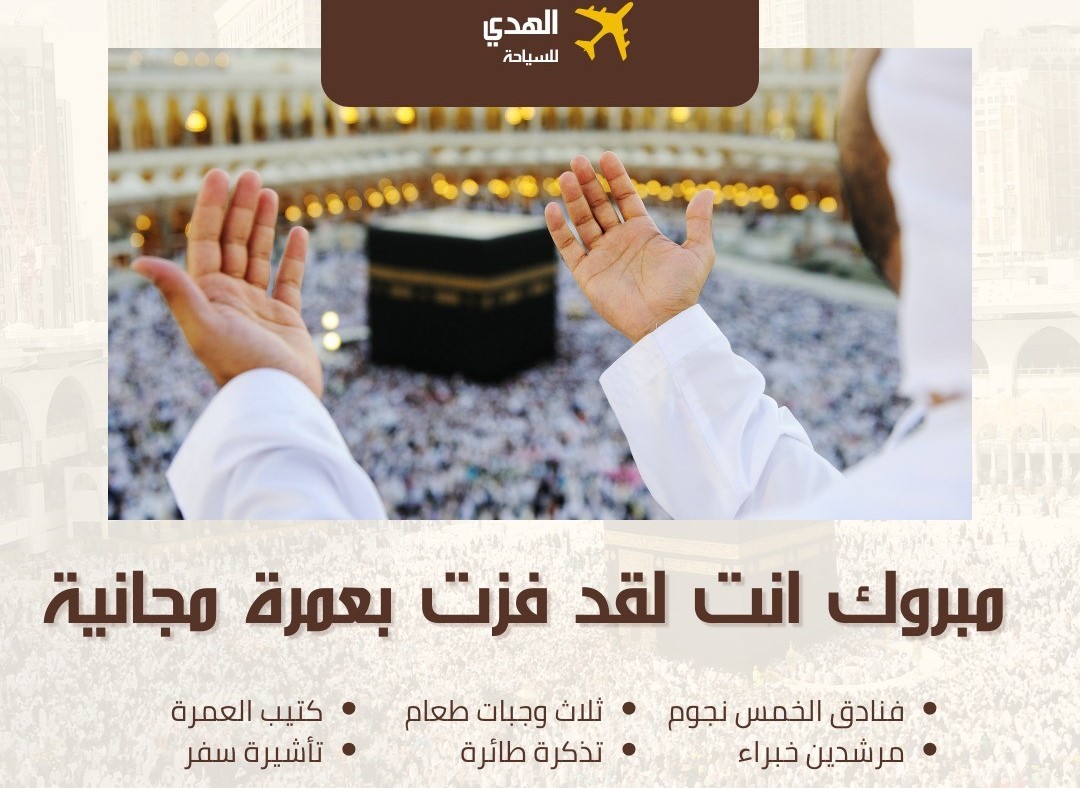 الهدي
للسياحة
مبروك انت لقد فزت بعمرة مجانية
فنادق الخمس نجوم
مرشدين خبراء
ثلاث وجبات طعام
تذكرة طائرة
كتيب العمرة
تأشيرة سفر